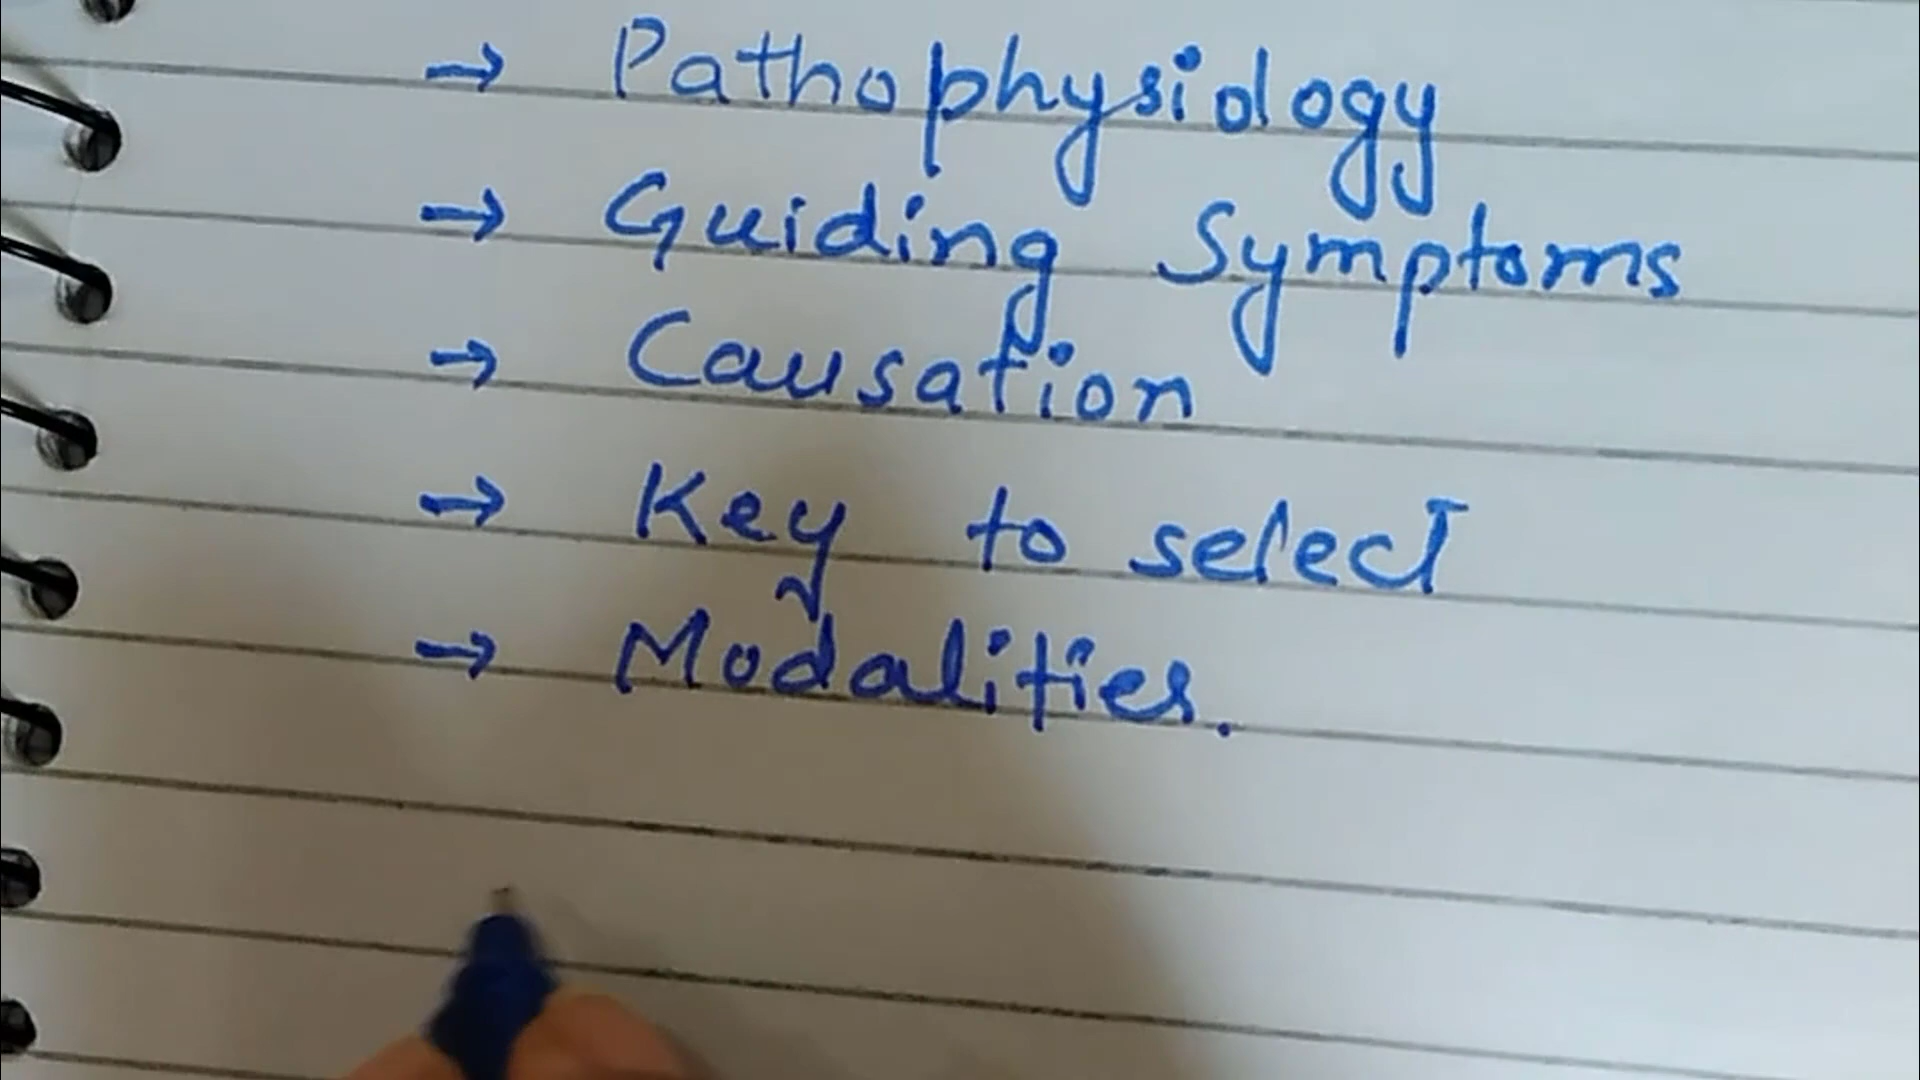 → Pathophysiology
→ Guiding Symptoms
→ Causation
→ Key to select
→ Modalities.